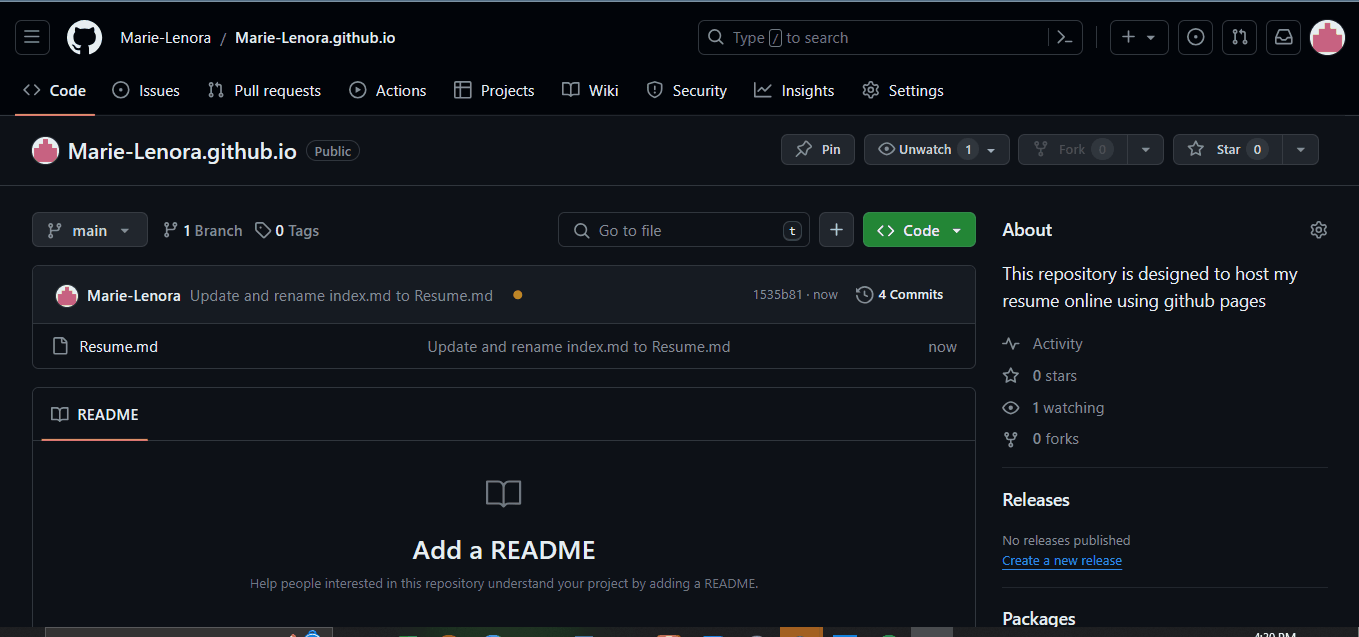 Marie-Lenora / Marie-Lenora.github.io Type / to search
Code Issues Pull requests Actions Projects Wiki Security Insights Settings
Marie-Lenora.github.io Public Pin Unwatch 1 Fork 0 Star 0
main 1 Branch 0 Tags Go to file t Code
Marie-Lenora Update and rename index.md to Resume.md 1535b81 · now 4 Commits
Resume.md Update and rename index.md to Resume.md now
README
Add a README
Help people interested in this repository understand your project by adding a README.
About
This repository is designed to host my
resume online using github pages
Activity
0 stars
1 watching
0 forks
Releases
No releases published
Create a new release
Packages